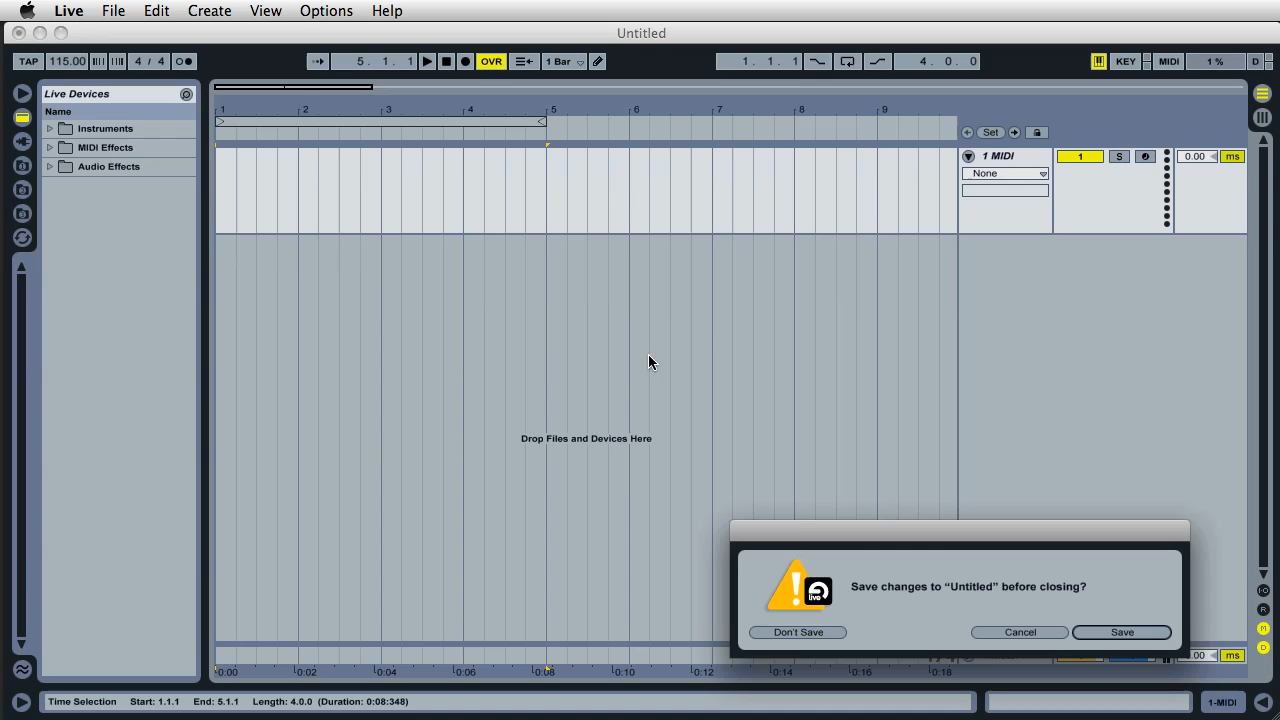 Live File Edit Create View Options Help
Untitled
TAP 115.00 4 / 4 5. 1. 1 OVR 1 Bar 1. 1. 1 4. 0. 0 KEY MIDI 1 % D
Live Devices
Name
Instruments
MIDI Effects
Audio Effects
1 2 3 4 5 6 7 8 9
Set
1 MIDI 1 S 0.00 ms
None
Drop Files and Devices Here
live
Save changes to “Untitled” before closing?
Don't Save Cancel Save
.00 ms
0:00 0:02 0:04 0:06 0:08 0:10 0:12 0:14 0:16 0:18
I·O
R
M
D
Time Selection Start: 1.1.1 End: 5.1.1 Length: 4.0.0 (Duration: 0:08:348) 1-MIDI